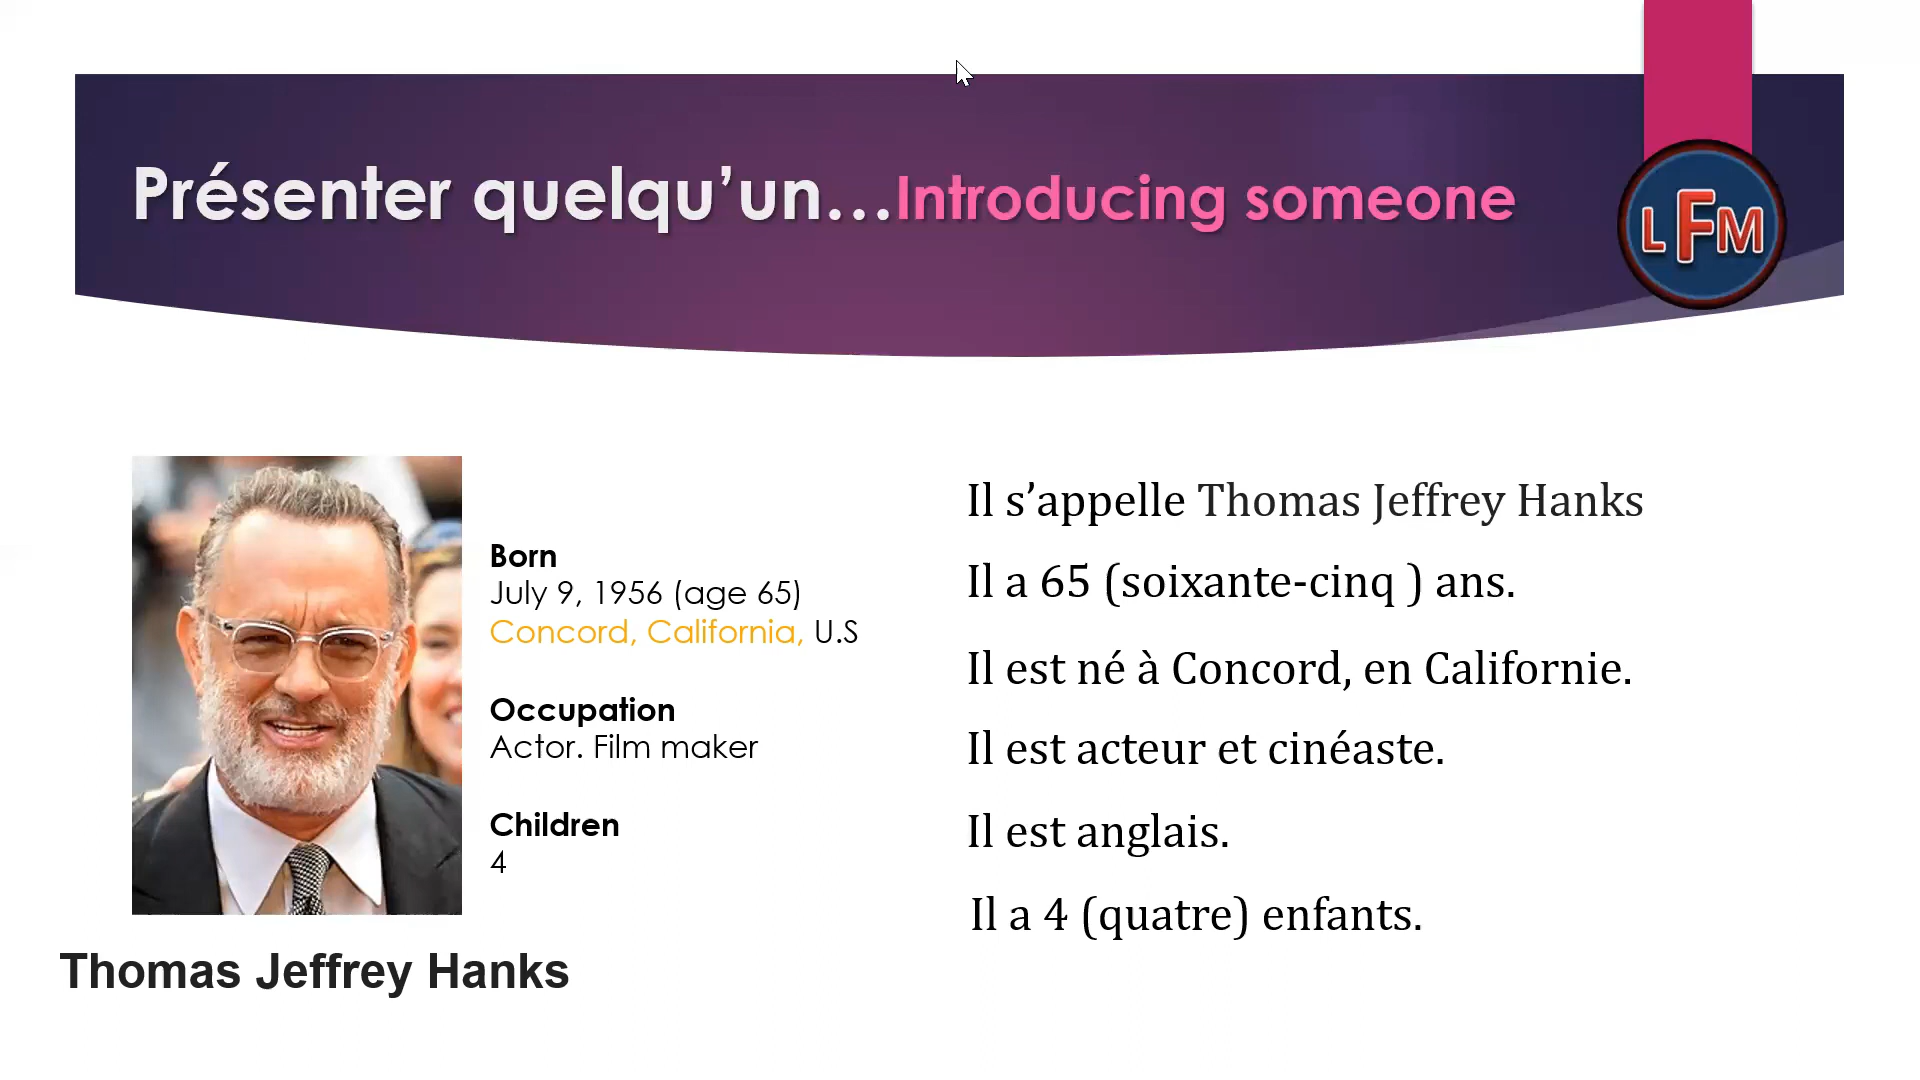 Présenter quelqu’un…Introducing someone
LFM
Born
July 9, 1956 (age 65)
Concord, California, U.S
Occupation
Actor. Film maker
Children
4
Thomas Jeffrey Hanks
Il s’appelle Thomas Jeffrey Hanks
Il a 65 (soixante-cinq ) ans.
Il est né à Concord, en Californie.
Il est acteur et cinéaste.
Il est anglais.
Il a 4 (quatre) enfants.